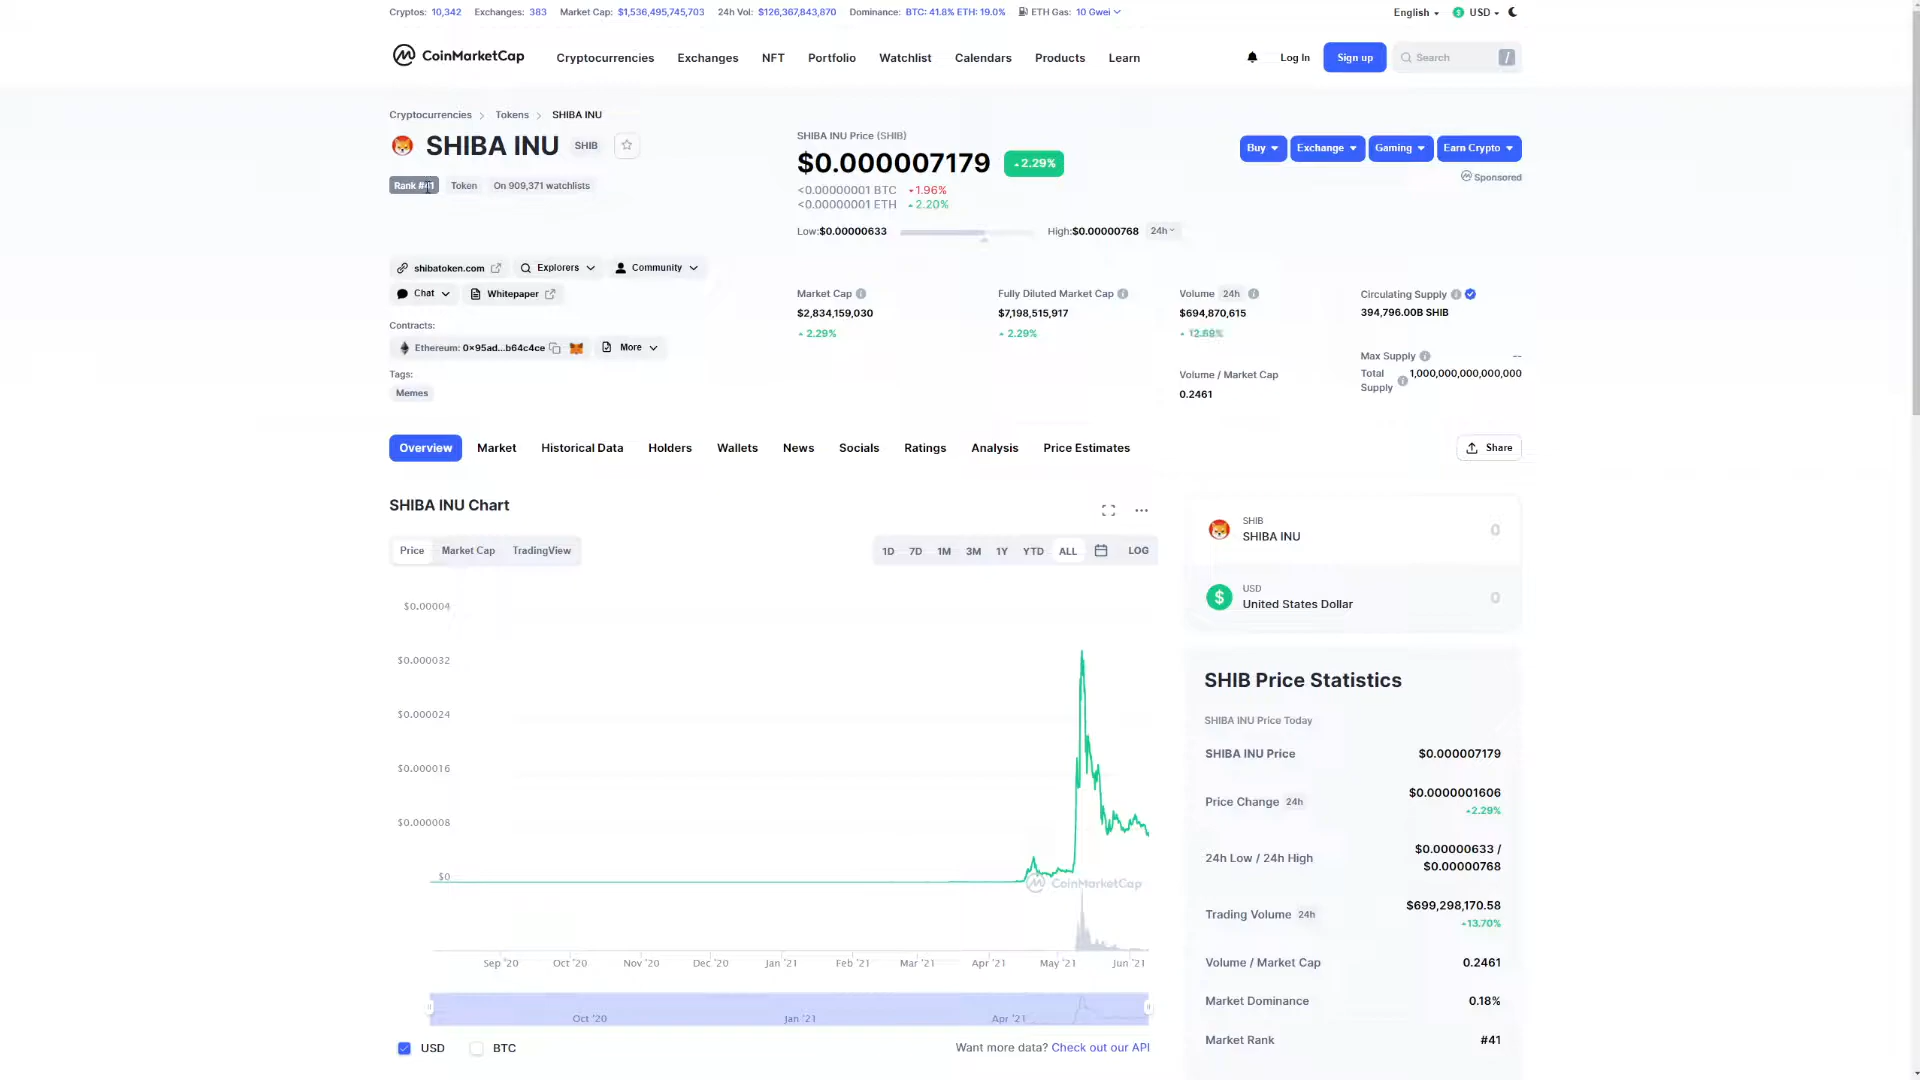 Cryptos: 10,342 Exchanges: 383 Market Cap: $1,536,495,745,703 24h Vol: $126,367,843,870 Dominance: BTC: 41.8% ETH: 19.0% ETH Gas: 10 Gwei English USD
CoinMarketCap Cryptocurrencies Exchanges NFT Portfolio Watchlist Calendars Products Learn Log In Sign up Search /
Cryptocurrencies > Tokens > SHIBA INU
SHIBA INU SHIB
Rank #41 Token On 909,371 watchlists
shibatoken.com Explorers Community
Chat Whitepaper
Contracts:
Ethereum: 0x95ad...b64c4ce More
Tags:
Memes
SHIBA INU Price (SHIB)
$0.000007179 2.29%
<0.00000001 BTC 1.96%
<0.00000001 ETH 2.20%
Low:$0.00000633 High:$0.00000768 24h
Buy Exchange Gaming Earn Crypto
Sponsored
Market Cap
$2,834,159,030
2.29%
Fully Diluted Market Cap
$7,198,515,917
2.29%
Volume 24h
$694,870,615
Volume / Market Cap
0.2461
Circulating Supply
394,796.00B SHIB
Max Supply --
Total Supply 1,000,000,000,000,000
Overview Market Historical Data Holders Wallets News Socials Ratings Analysis Price Estimates Share
SHIBA INU Chart
Price Market Cap TradingView 1D 7D 1M 3M 1Y YTD ALL LOG
$0.00004
$0.000032
$0.000024
$0.000016
$0.000008
$0
CoinMarketCap
Sep '20 Oct '20 Nov '20 Dec '20 Jan '21 Feb '21 Mar '21 Apr '21 May '21 Jun '21
Oct '20 Jan '21 Apr '21
USD BTC Want more data? Check out our API
SHIB
SHIBA INU 0
USD
United States Dollar 0
SHIB Price Statistics
SHIBA INU Price Today
SHIBA INU Price $0.000007179
Price Change 24h $0.0000001606
2.29%
24h Low / 24h High $0.00000633 /
$0.00000768
Trading Volume 24h $699,298,170.58
13.70%
Volume / Market Cap 0.2461
Market Dominance 0.18%
Market Rank #41